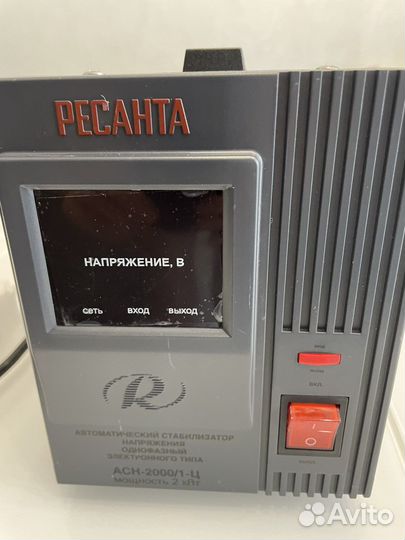 РЕСАНТА
НАПРЯЖЕНИЕ, В
СЕТЬ ВХОД ВЫХОД
ВКЛ.
R
АВТОМАТИЧЕСКИЙ СТАБИЛИЗАТОР
НАПРЯЖЕНИЯ
ОДНОФАЗНЫЙ
ЭЛЕКТРОННОГО ТИПА
АСН-2000/1-Ц
МОЩНОСТЬ 2 кВт
ВЫКЛ.
Avito